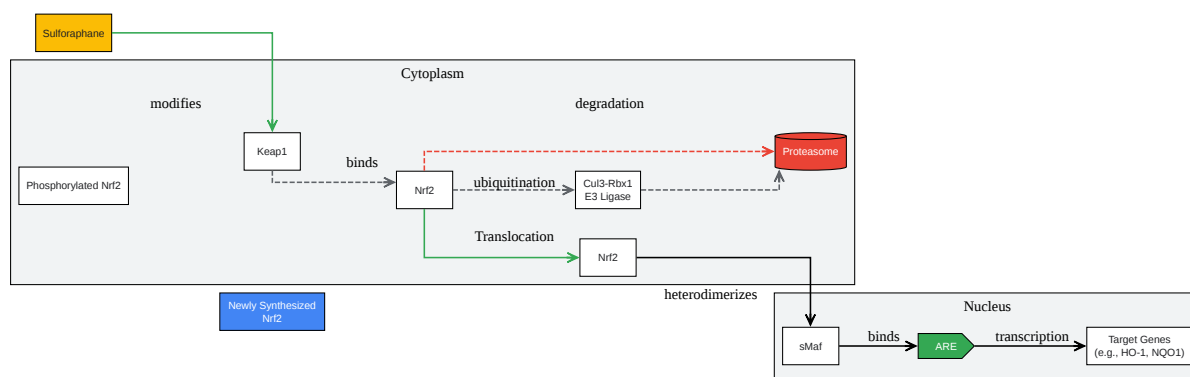 Sulforaphane
Cytoplasm
modifies
degradation
Keap1
binds
Proteasome
Phosphorylated Nrf2
Nrf2
ubiquitination
Cul3-Rbx1
E3 Ligase
Translocation
Nrf2
Newly Synthesized
Nrf2
heterodimerizes
Nucleus
sMaf
binds
ARE
transcription
Target Genes
(e.g., HO-1, NQO1)